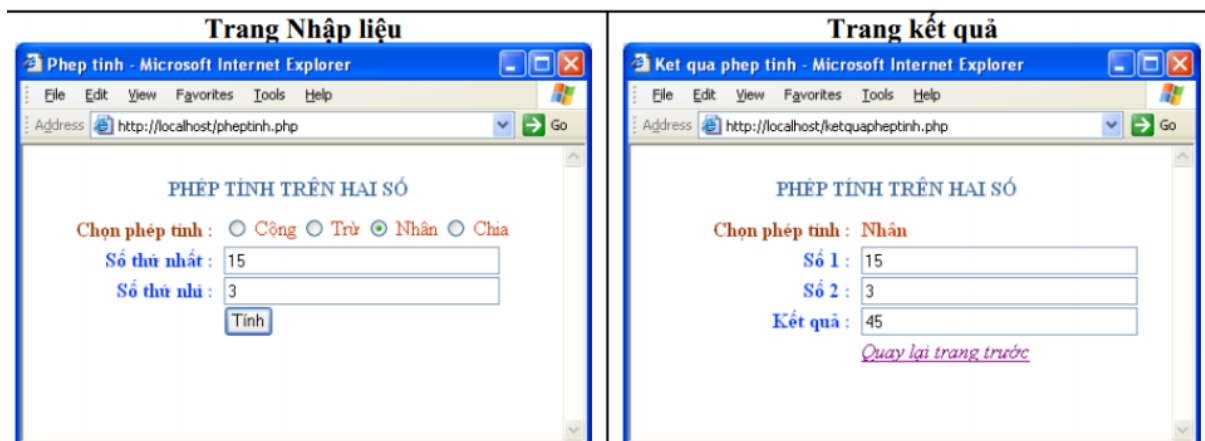 Trang Nhập liệu
Phep tinh - Microsoft Internet Explorer
File Edit View Favorites Tools Help
Address http://localhost/pheptinh.php Go
PHÉP TÍNH TRÊN HAI SỐ
Chọn phép tính : Cộng Trừ Nhân Chia
Số thứ nhất : 15
Số thứ nhì : 3
Tính
Trang kết quả
Ket qua phep tinh - Microsoft Internet Explorer
File Edit View Favorites Tools Help
Address http://localhost/ketquapheptinh.php Go
PHÉP TÍNH TRÊN HAI SỐ
Chọn phép tính : Nhân
Số 1 : 15
Số 2 : 3
Kết quả : 45
Quay lại trang trước